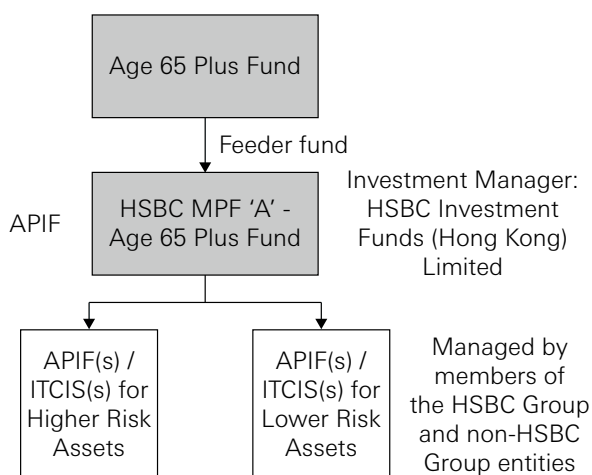 Age 65 Plus Fund
Feeder fund
APIF
HSBC MPF 'A' -
Age 65 Plus Fund
Investment Manager:
HSBC Investment
Funds (Hong Kong)
Limited
APIF(s) /
ITCIS(s) for
Higher Risk
Assets
APIF(s) /
ITCIS(s) for
Lower Risk
Assets
Managed by
members of
the HSBC Group
and non-HSBC
Group entities